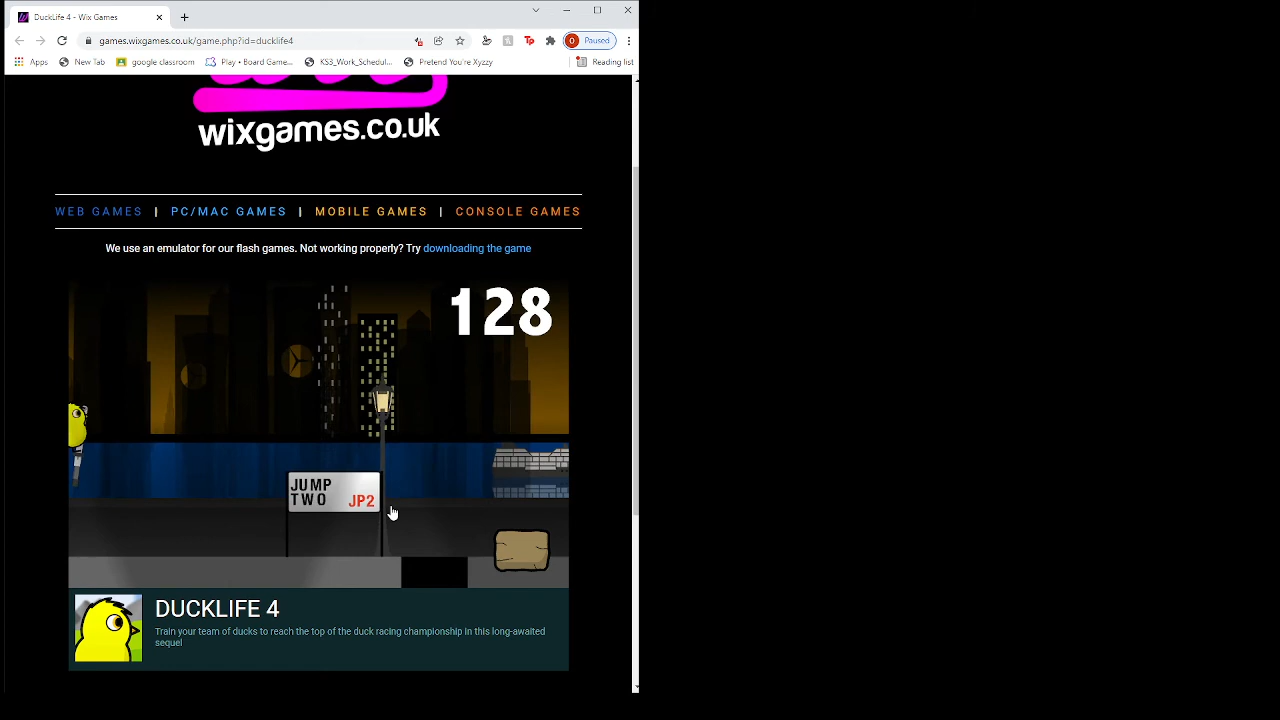 DuckLife 4 - Wix Games
games.wixgames.co.uk/game.php?id=ducklife4
Paused
Apps
New Tab
google classroom
Play • Board Game...
KS3_Work_Schedul...
Pretend You're Xyzzy
Reading list
wixgames.co.uk
WEB GAMES | PC/MAC GAMES | MOBILE GAMES | CONSOLE GAMES
We use an emulator for our flash games. Not working properly? Try downloading the game
128
JUMP
TWO JP2
DUCKLIFE 4
Train your team of ducks to reach the top of the duck racing championship in this long-awaited
sequel